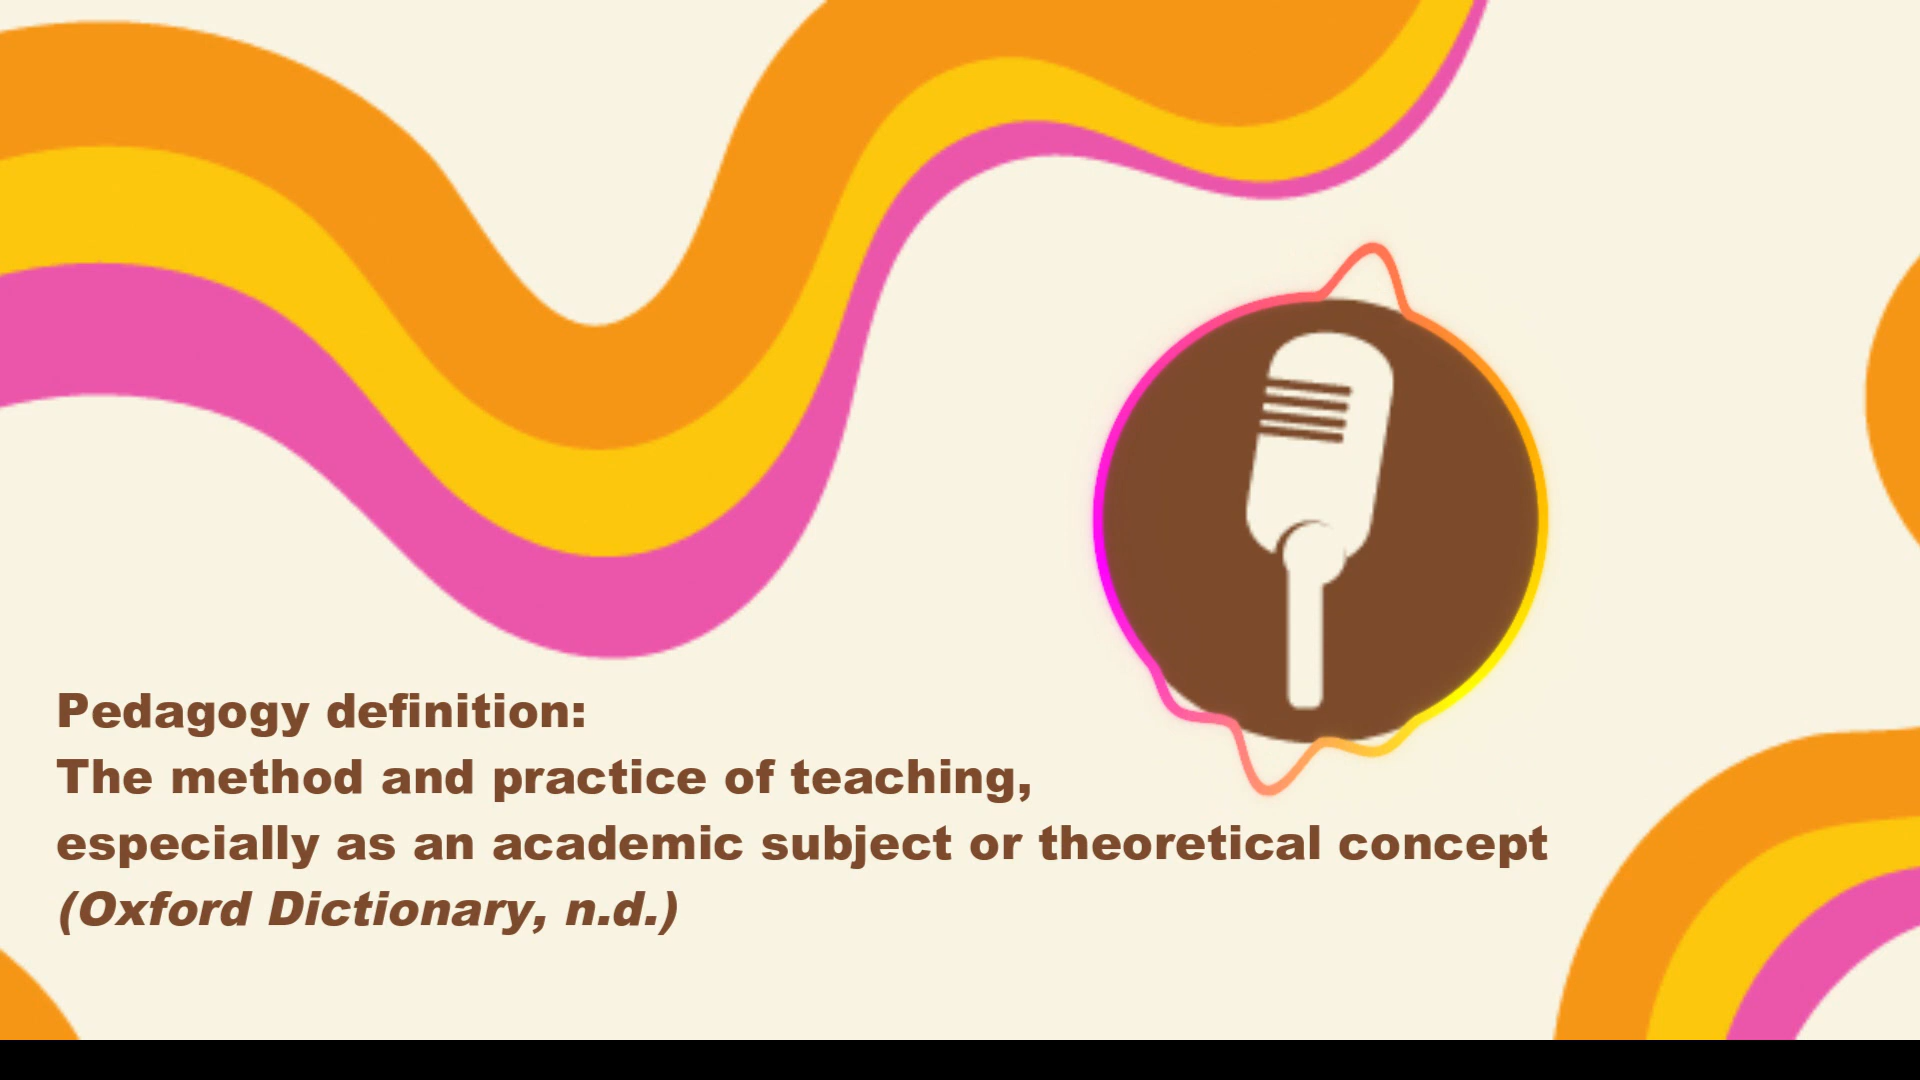 Pedagogy definition:
The method and practice of teaching,
especially as an academic subject or theoretical concept
(Oxford Dictionary, n.d.)